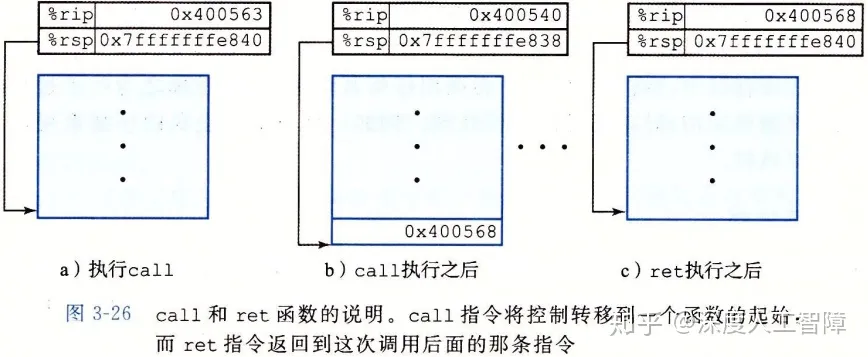 %rip 0x400563
%rsp 0x7fffffffe840
%rip 0x400540
%rsp 0x7fffffffe838
%rip 0x400568
%rsp 0x7fffffffe840
0x400568
a）执行call
b）call执行之后
c）ret执行之后
图 3-26 call 和 ret 函数的说明。call 指令将控制转移到一个函数的起始，
而 ret 指令返回到这次调用后面的那条指令
知乎 @深度人工智障